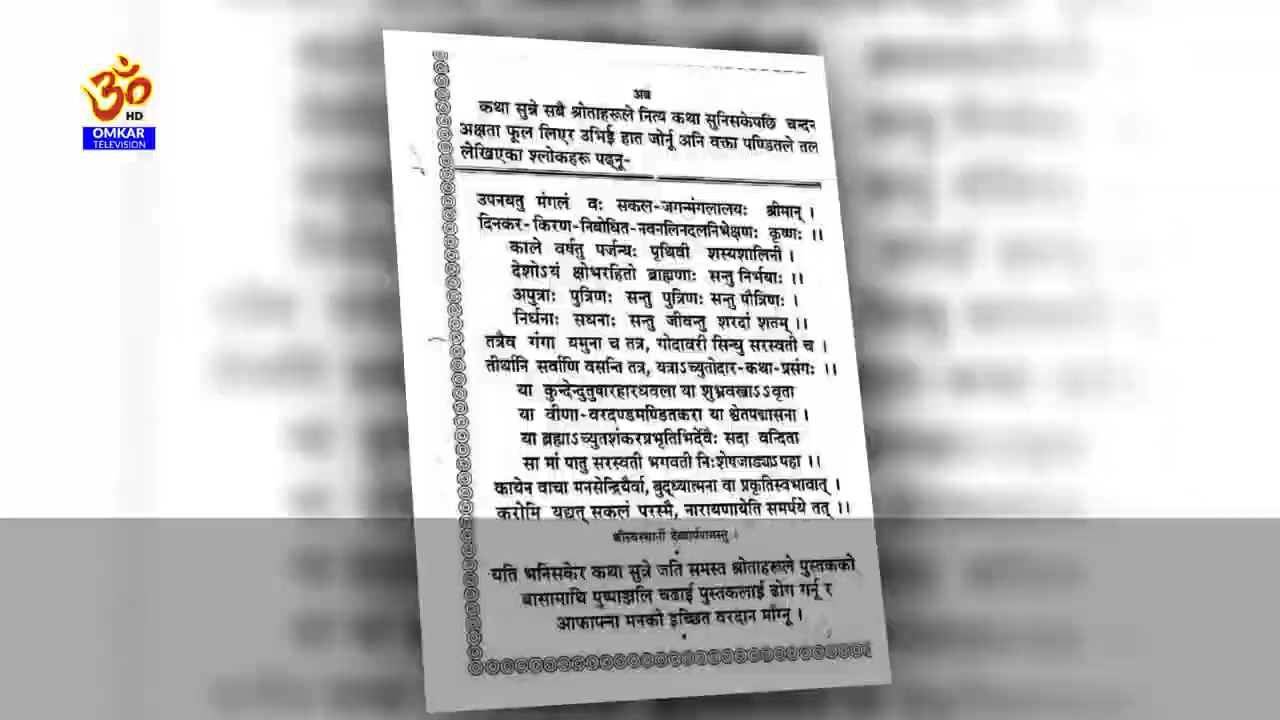 ॐ
HD
OMKAR
TELEVISION
अब
कथा सुन्ने सबै श्रोताहरूले नित्य कथा सुनिसकेपछि चन्दन
अक्षता फूल लिएर उभिई हात जोर्नू अनि वक्ता पण्डितले तल
लेखिएका श्लोकहरू पढ्नू-
उपनयतु मंगलं वः सकल-जगन्मंगलालयः श्रीमान् ।
दिनकर-किरण-निबोधित-नवनलिनदलनिभेक्षणः कृष्णः ।।
काले वर्षतु पर्जन्यः पृथिवी शस्यशालिनी ।
देशोऽयं क्षोभरहितो ब्राह्मणाः सन्तु निर्भयाः ।।
अपुत्राः पुत्रिणः सन्तु पुत्रिणः सन्तु पौत्रिणः ।
निर्धनाः सधनाः सन्तु जीवन्तु शरदां शतम् ।।
तत्रैव गंगा यमुना च तत्र, गोदावरी सिन्धु सरस्वती च ।
तीर्थानि सर्वाणि वसन्ति तत्र, यत्राऽच्युतोदार-कथा-प्रसंगः ।।
या कुन्देन्दुतुषारहारधवला या शुभ्रवस्त्राऽऽवृता
या वीणा-वरदण्डमण्डितकरा या श्वेतपद्मासना ।
या ब्रह्माऽच्युतशंकरप्रभृतिभिर्देवैः सदा वन्दिता
सा मां पातु सरस्वती भगवती निःशेषजाड्याऽपहा ।।
कायेन वाचा मनसेन्द्रियैर्वा, बुद्ध्यात्मना वा प्रकृतिस्वभावात् ।
करोमि यद्यत् सकलं परस्मै, नारायणायेति समर्पये तत् ।।
श्रीस्वस्थानी देव्यार्पणमस्तु ।
यति भनिसकेर कथा सुन्ने जति समस्त श्रोताहरूले पुस्तकको
बासामाथि पुष्पाञ्जलि चढाई पुस्तकलाई ढोग गर्नू र
आफापना मनको इच्छित वरदान माँग्नू ।